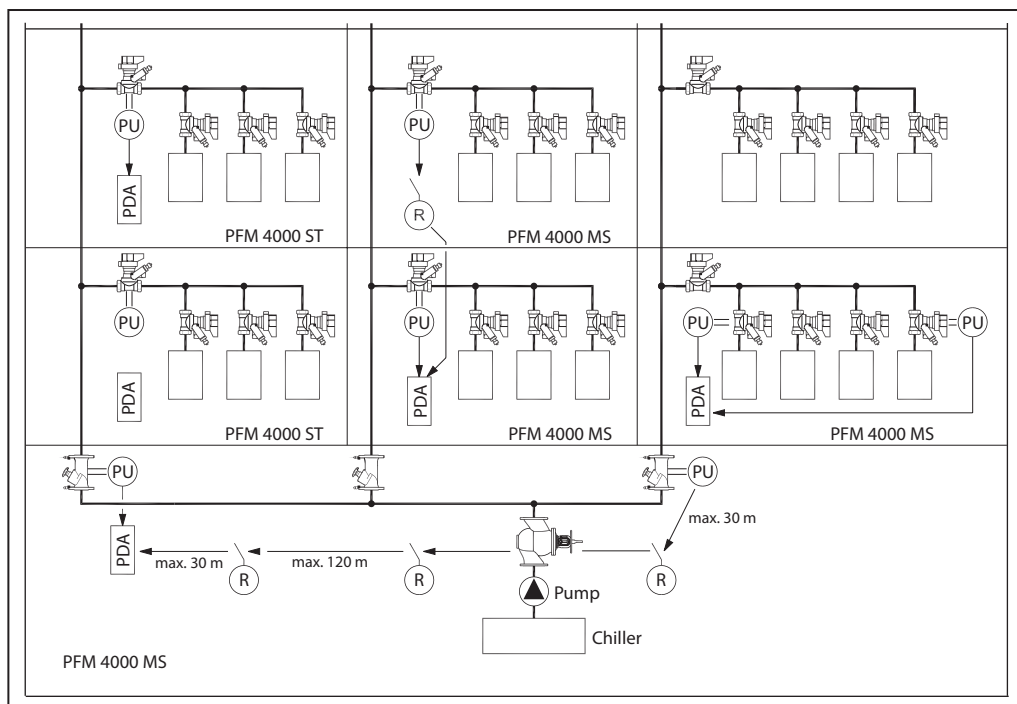 PU
PU
PDA
R
PFM 4000 ST
PFM 4000 MS
PU
PU
PU
PU
PDA
PDA
PDA
PFM 4000 ST
PFM 4000 MS
PFM 4000 MS
PU
PU
max. 30 m
PDA
max. 30 m
max. 120 m
R
R
R
Pump
Chiller
PFM 4000 MS